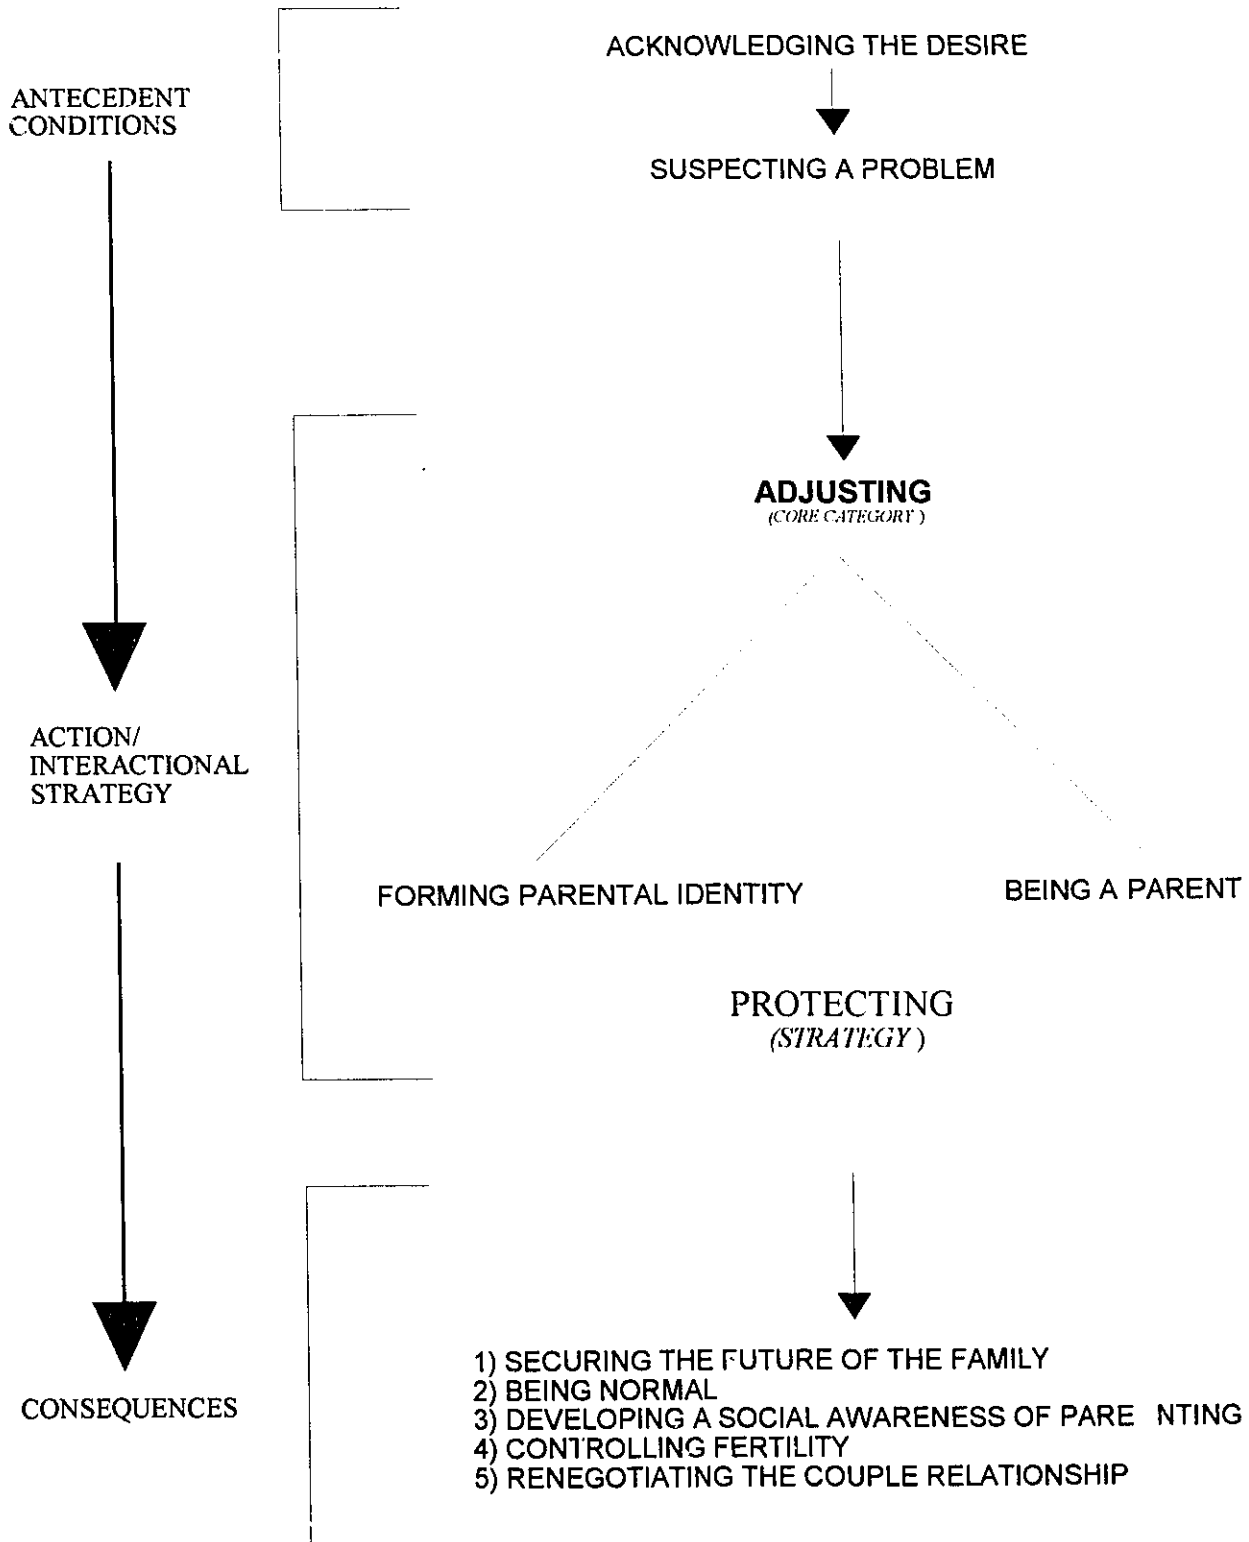 ACKNOWLEDGING THE DESIRE
ANTECEDENT
CONDITIONS
SUSPECTING A PROBLEM
ADJUSTING
(CORE CATEGORY)
ACTION/
INTERACTIONAL
STRATEGY
FORMING PARENTAL IDENTITY
BEING A PARENT
PROTECTING
(STRATEGY)
1) SECURING THE FUTURE OF THE FAMILY
2) BEING NORMAL
3) DEVELOPING A SOCIAL AWARENESS OF PARE NTING
4) CONTROLLING FERTILITY
5) RENEGOTIATING THE COUPLE RELATIONSHIP
CONSEQUENCES